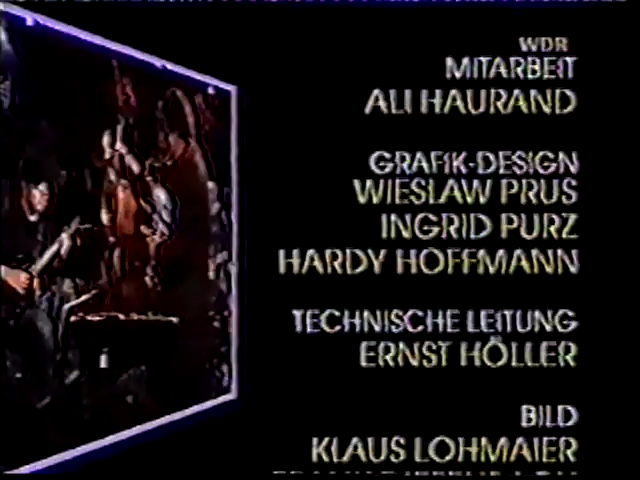 WDR
MITARBEIT
ALI HAURAND
GRAFIK-DESIGN
WIESLAW PRUS
INGRID PURZ
HARDY HOFFMANN
TECHNISCHE LEITUNG
ERNST HÖLLER
BILD
KLAUS LOHMAIER